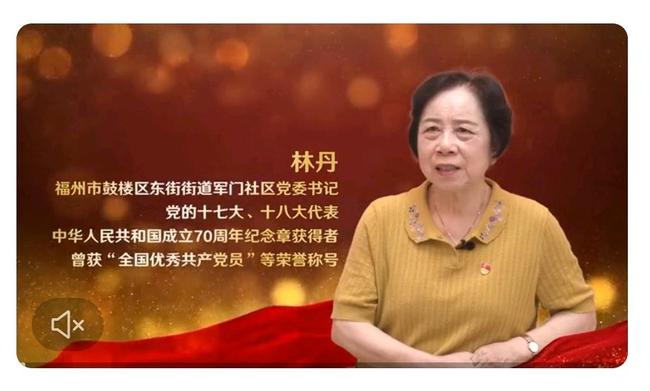 林丹
福州市鼓楼区东街街道军门社区党委书记
党的十七大、十八大代表
中华人民共和国成立70周年纪念章获得者
曾获“全国优秀共产党员”等荣誉称号